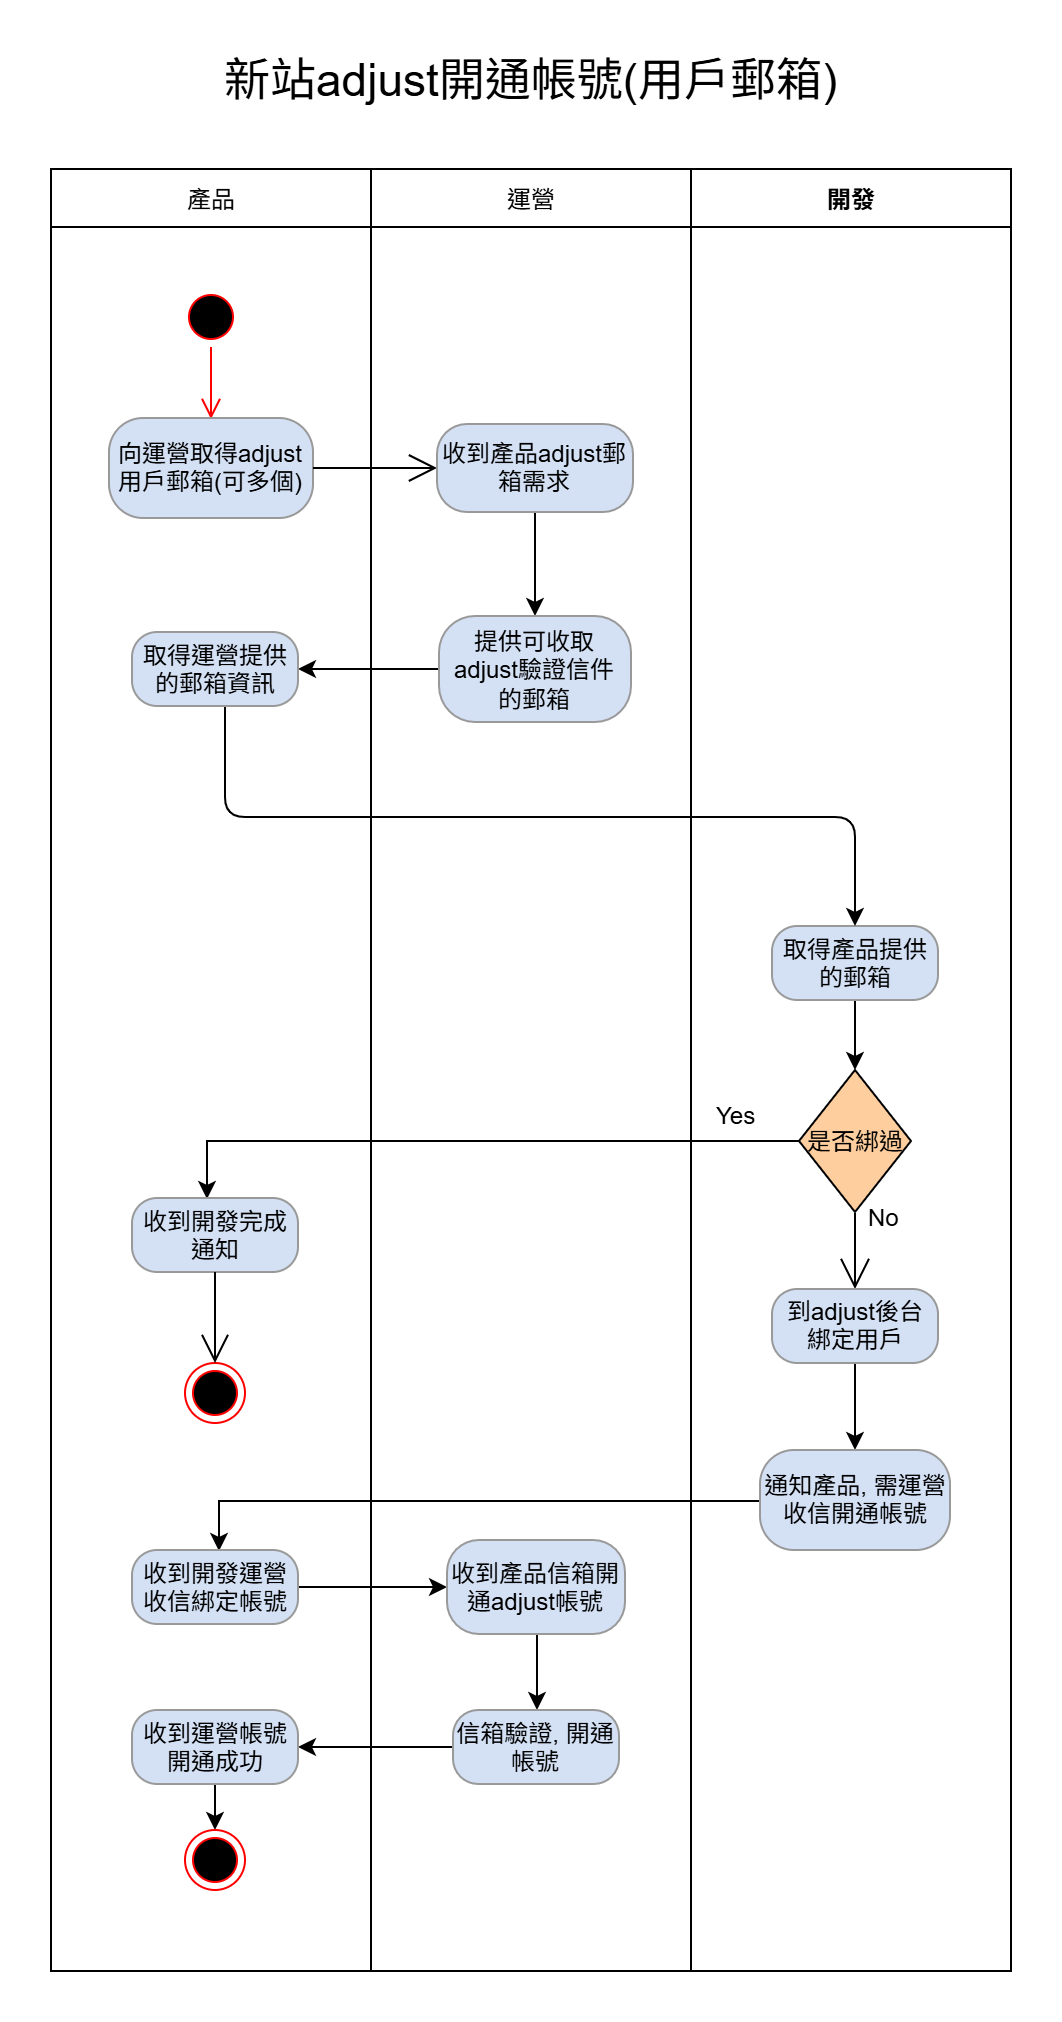 新站adjust開通帳號(用戶郵箱)
產品
運營
開發
向運營取得adjust
用戶郵箱(可多個)
收到產品adjust郵
箱需求
取得運營提供
的郵箱資訊
提供可收取
adjust驗證信件
的郵箱
取得產品提供
的郵箱
Yes
是否綁過
No
收到開發完成
通知
到adjust後台
綁定用戶
通知產品, 需運營
收信開通帳號
收到開發運營
收信綁定帳號
收到產品信箱開
通adjust帳號
收到運營帳號
開通成功
信箱驗證, 開通
帳號